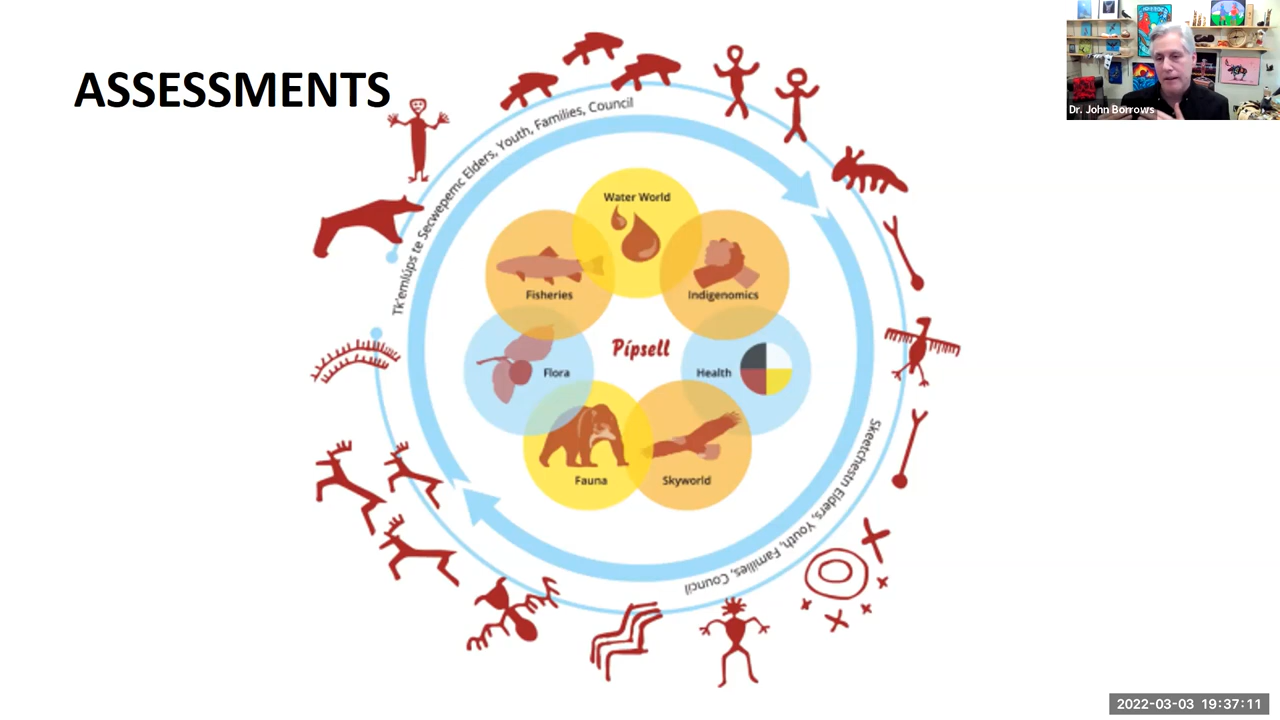 ASSESSMENTS
Dr. John Borrows
Tk'emlúps te Secwepemc Elders, Youth, Families, Council
Water World
Fisheries
Indigenomics
Pípsell
Flora
Health
Fauna
Skyworld
Skeetchestn Elders, Youth, Families, Council
2022-03-03 19:37:11